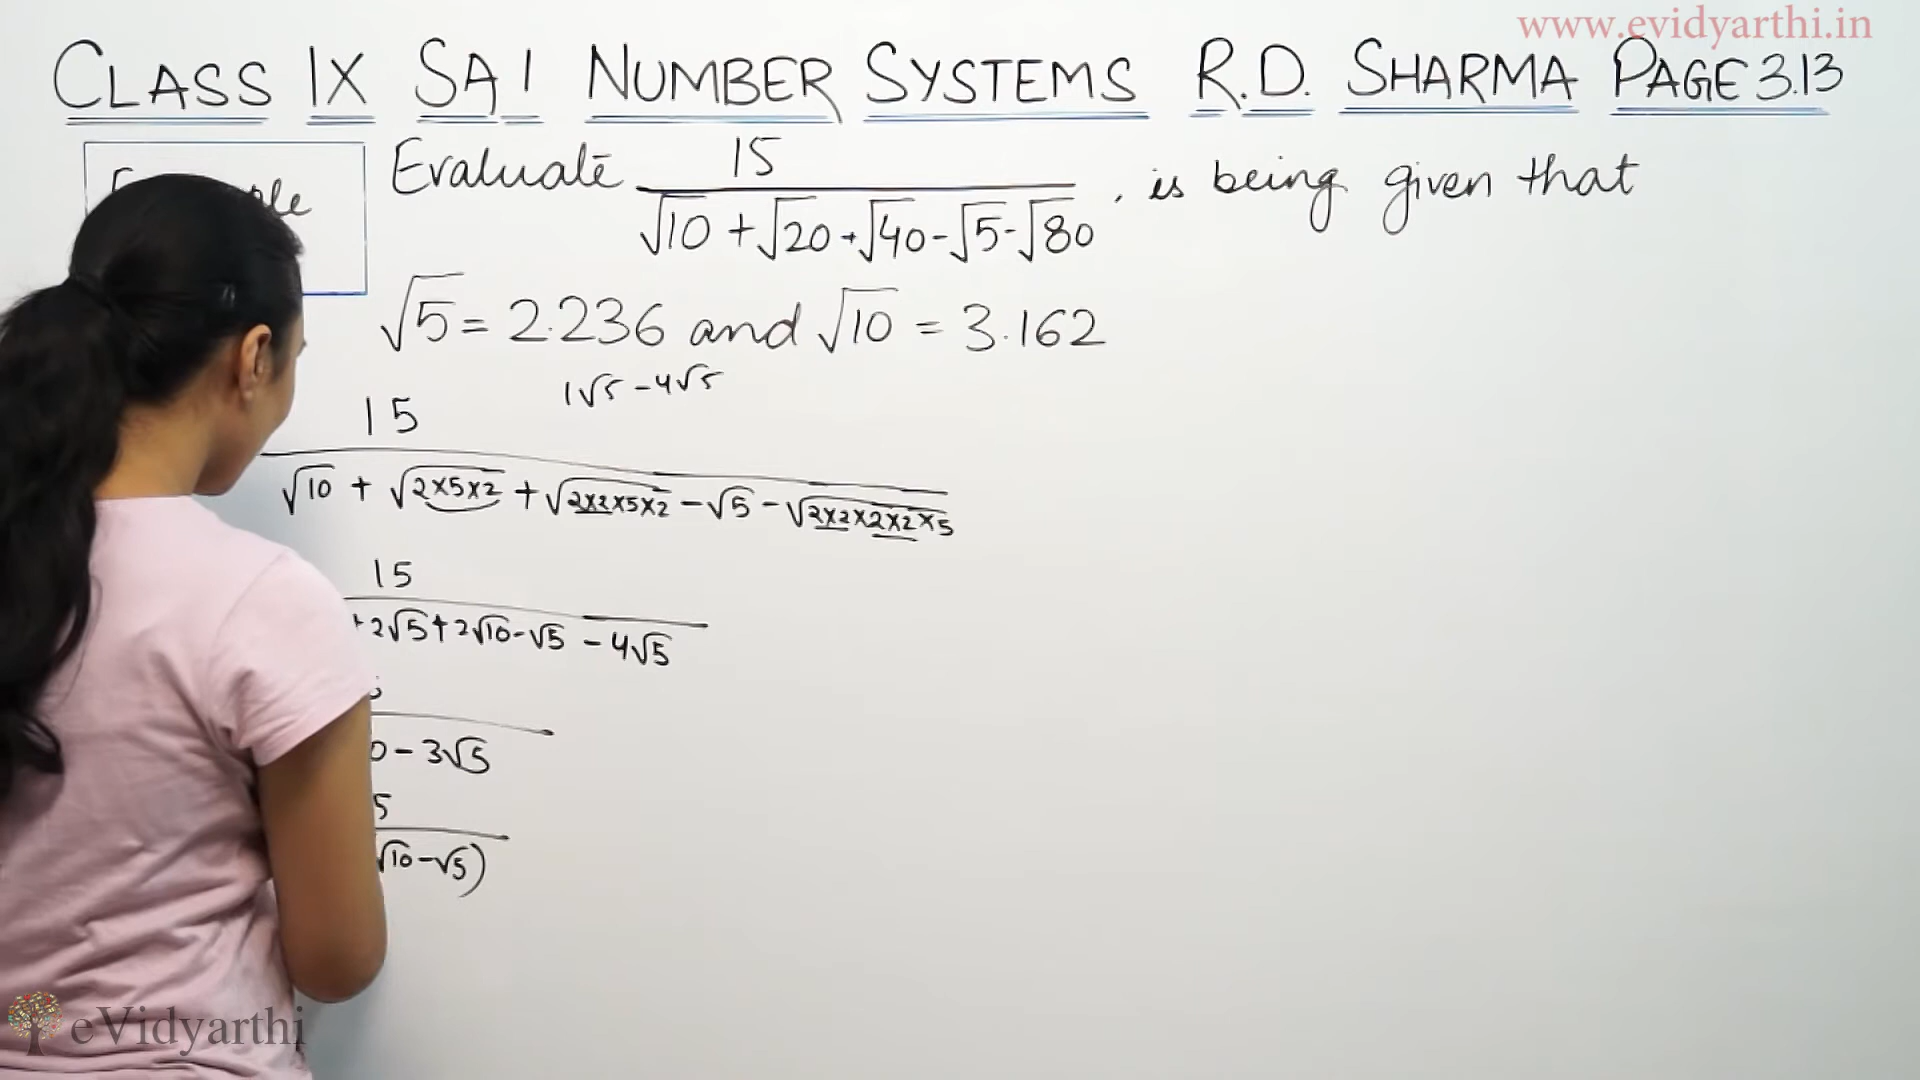 www.evidyarthi.in
CLASS IX SA 1 NUMBER SYSTEMS R.D. SHARMA PAGE 3.13
Evaluate 15 / √10 + √20 + √40 - √5 - √80 , is being given that
√5 = 2.236 and √10 = 3.162
1√5 - 4√5
15
√10 + √2×5×2 + √2×2×5×2 - √5 - √2×2×2×2×5
15
+ 2√5 + 2√10 - √5 - 4√5
0 - 3√5
5
√10 - √5)
eVidyarthi